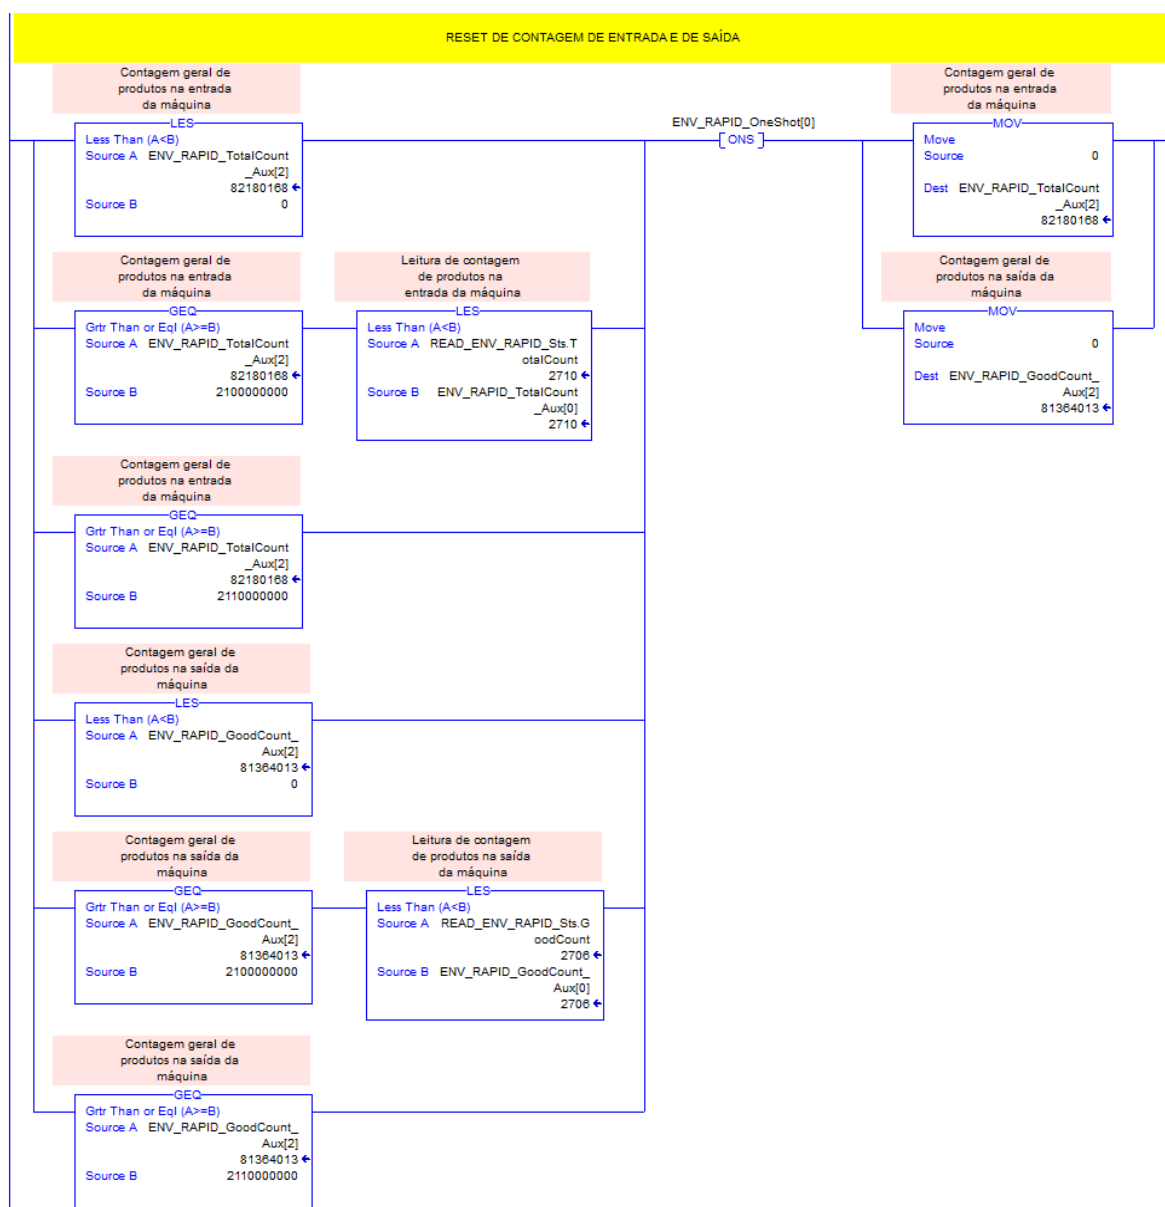 RESET DE CONTAGEM DE ENTRADA E DE SAÍDA
Contagem geral de
produtos na entrada
da máquina
LES
Less Than (A<B)
Source A ENV_RAPID_TotalCount
_Aux[2]
82180168
Source B 0
ENV_RAPID_OneShot[0]
ONS
Contagem geral de
produtos na entrada
da máquina
MOV
Move
Source 0
Dest ENV_RAPID_TotalCount
_Aux[2]
82180168
Contagem geral de
produtos na entrada
da máquina
GEQ
Grtr Than or Eql (A>=B)
Source A ENV_RAPID_TotalCount
_Aux[2]
82180168
Source B 2100000000
Leitura de contagem
de produtos na
entrada da máquina
LES
Less Than (A<B)
Source A READ_ENV_RAPID_Sts.T
otalCount
2710
Source B ENV_RAPID_TotalCount
_Aux[0]
2710
Contagem geral de
produtos na saída da
máquina
MOV
Move
Source 0
Dest ENV_RAPID_GoodCount_
Aux[2]
81364013
Contagem geral de
produtos na entrada
da máquina
GEQ
Grtr Than or Eql (A>=B)
Source A ENV_RAPID_TotalCount
_Aux[2]
82180168
Source B 2110000000
Contagem geral de
produtos na saída da
máquina
LES
Less Than (A<B)
Source A ENV_RAPID_GoodCount_
Aux[2]
81364013
Source B 0
Contagem geral de
produtos na saída da
máquina
GEQ
Grtr Than or Eql (A>=B)
Source A ENV_RAPID_GoodCount_
Aux[2]
81364013
Source B 2100000000
Leitura de contagem
de produtos na saída
da máquina
LES
Less Than (A<B)
Source A READ_ENV_RAPID_Sts.G
oodCount
2706
Source B ENV_RAPID_GoodCount_
Aux[0]
2706
Contagem geral de
produtos na saída da
máquina
GEQ
Grtr Than or Eql (A>=B)
Source A ENV_RAPID_GoodCount_
Aux[2]
81364013
Source B 2110000000